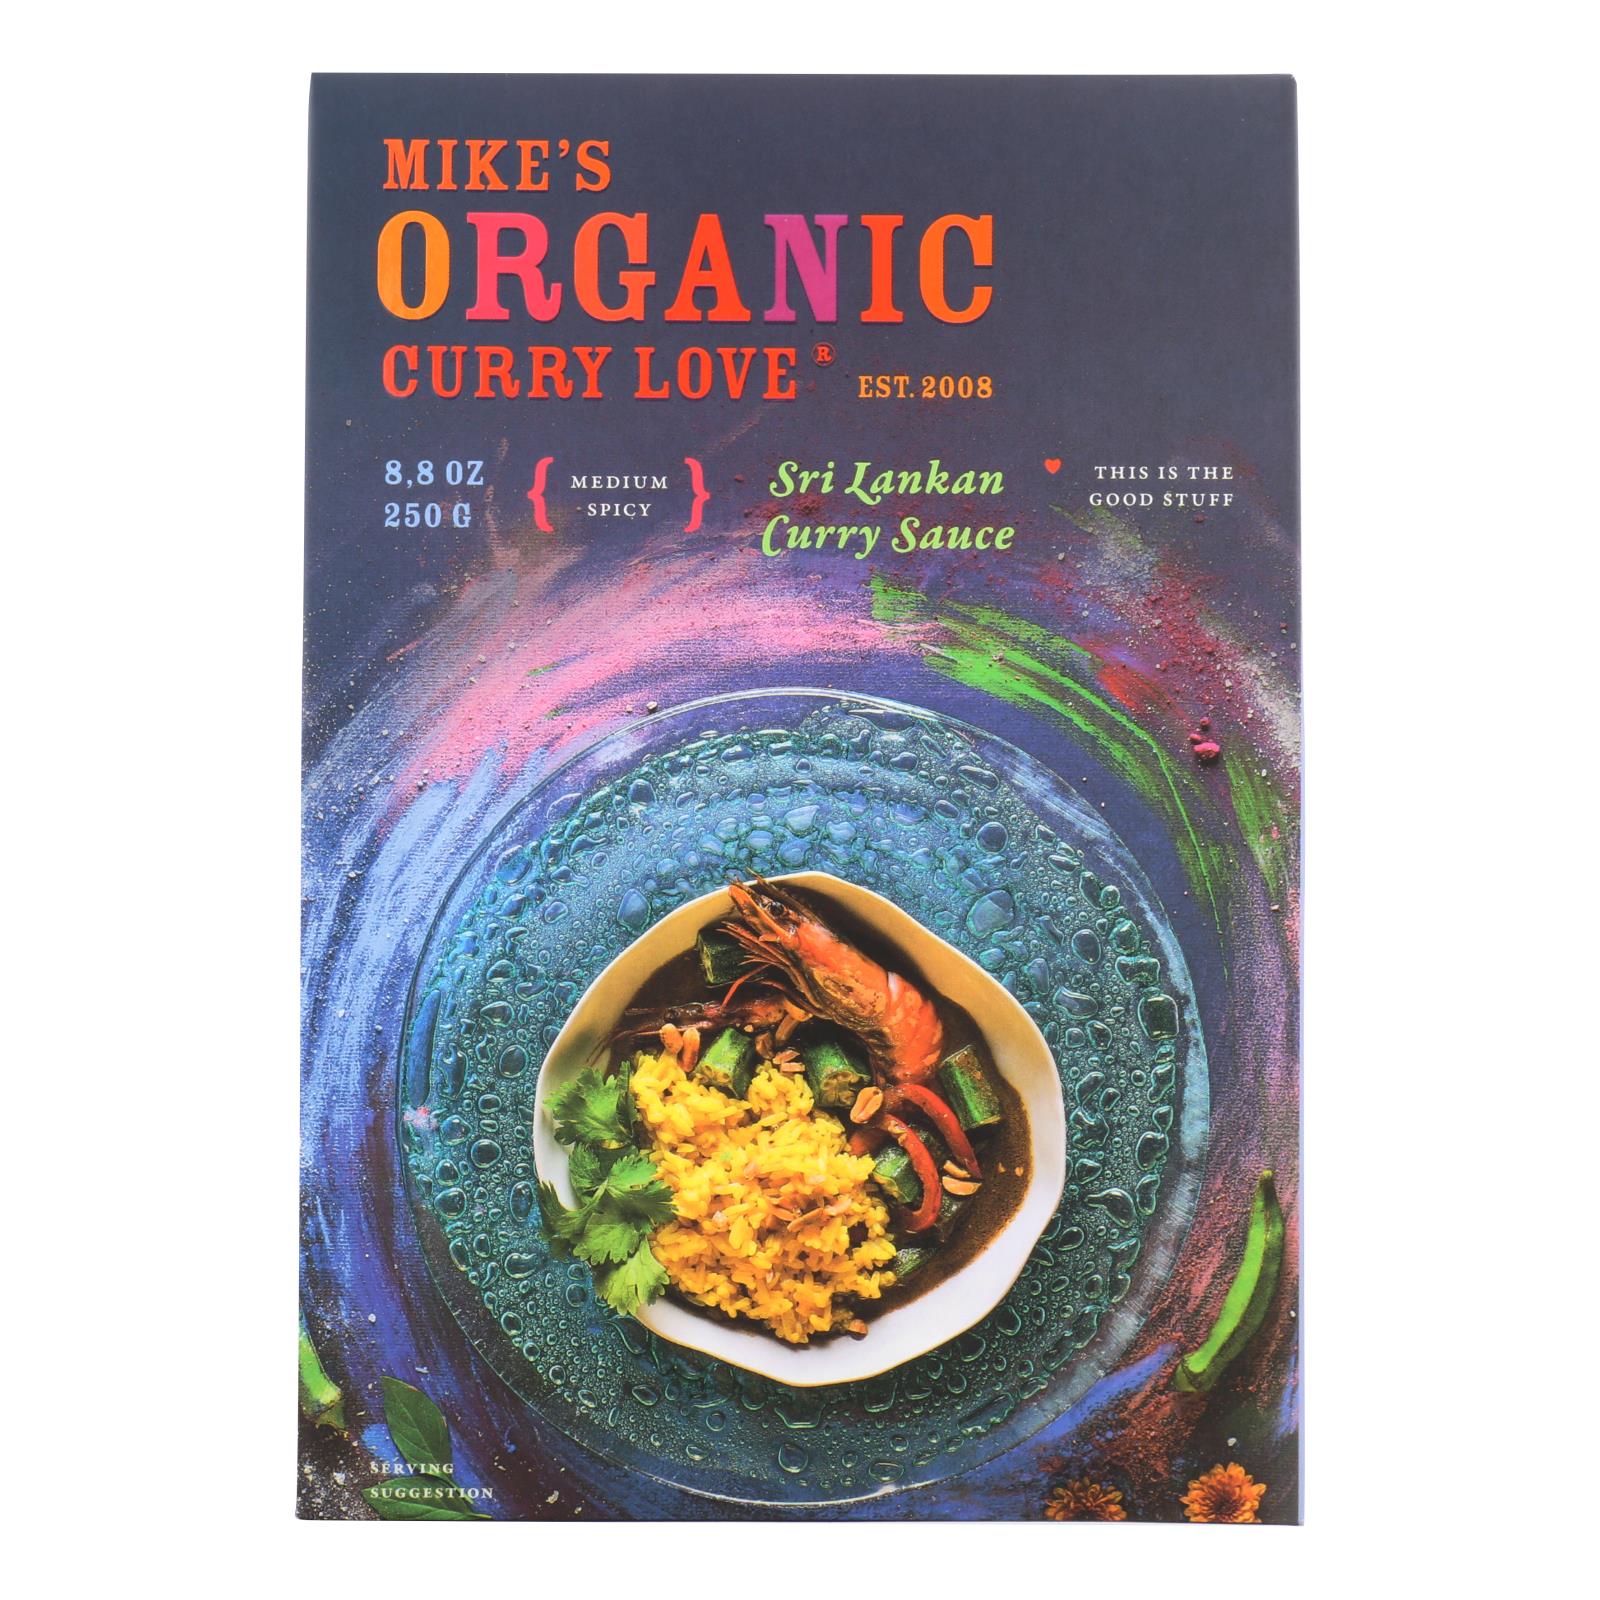 MIKE'S
ORGANIC
CURRY LOVE®
EST. 2008
8,8 OZ
250 G
{ MEDIUM
SPICY }
Sri Lankan
Curry Sauce
THIS IS THE
GOOD STUFF
SERVING
SUGGESTION